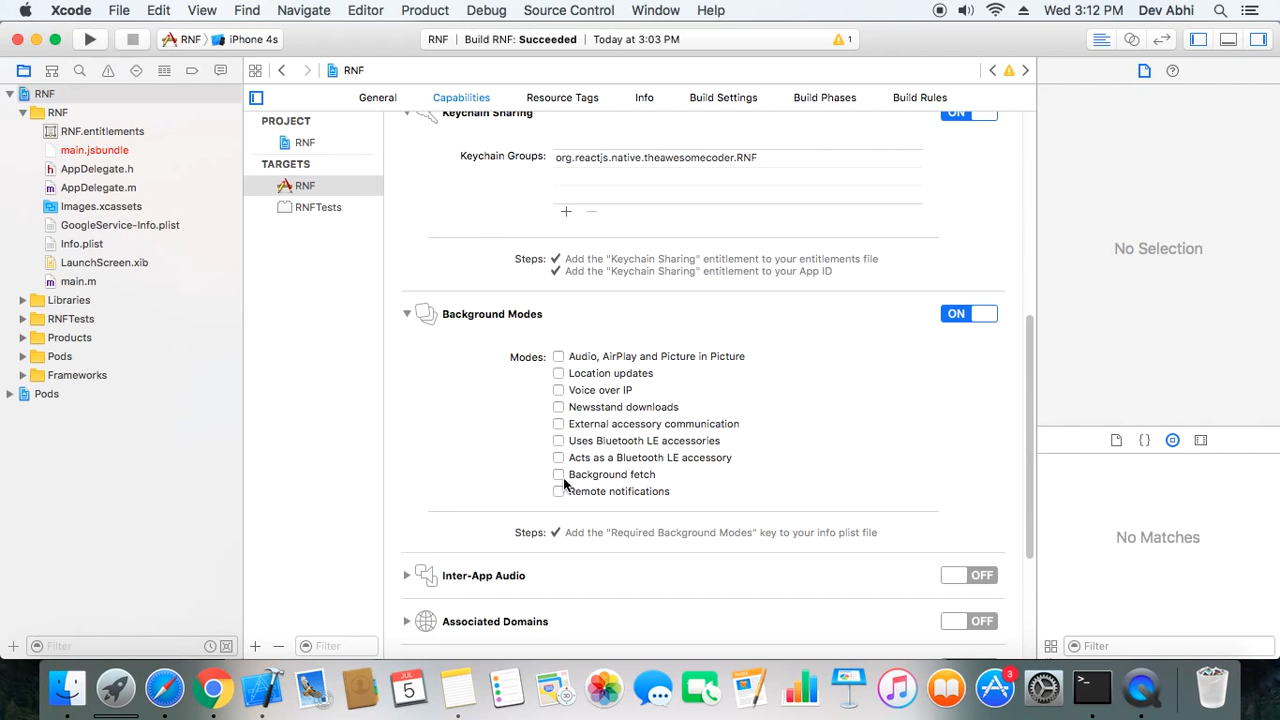 Xcode File Edit View Find Navigate Editor Product Debug Source Control Window Help Wed 3:12 PM Dev Abhi
RNF iPhone 4s RNF Build RNF: Succeeded Today at 3:03 PM 1
RNF
RNF
General Capabilities Resource Tags Info Build Settings Build Phases Build Rules
RNF
RNF.entitlements
main.jsbundle
AppDelegate.h
AppDelegate.m
Images.xcassets
GoogleService-Info.plist
Info.plist
LaunchScreen.xib
main.m
Libraries
RNFTests
Products
Pods
Frameworks
Pods
Filter
PROJECT
RNF
TARGETS
RNF
RNFTests
Filter
Keychain Sharing ON
Keychain Groups: org.reactjs.native.theawesomecoder.RNF
Steps: ✔ Add the "Keychain Sharing" entitlement to your entitlements file
✔ Add the "Keychain Sharing" entitlement to your App ID
Background Modes ON
Modes: Audio, AirPlay and Picture in Picture
Location updates
Voice over IP
Newsstand downloads
External accessory communication
Uses Bluetooth LE accessories
Acts as a Bluetooth LE accessory
Background fetch
Remote notifications
Steps: ✔ Add the "Required Background Modes" key to your info plist file
Inter-App Audio OFF
Associated Domains OFF
No Selection
No Matches
Filter
JUL
5
3